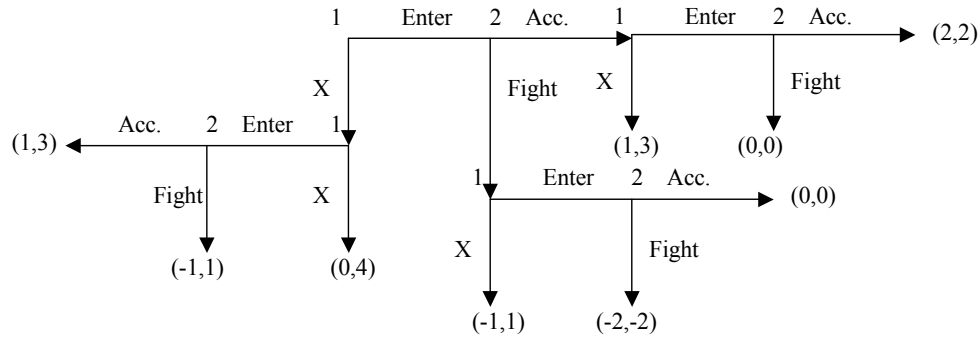 1 Enter 2 Acc. 1 Enter 2 Acc. (2,2)
X Fight X Fight
(1,3) Acc. 2 Enter 1 (1,3) (0,0)
1 Enter 2 Acc. (0,0)
Fight X
X Fight
(-1,1) (0,4)
(-1,1) (-2,-2)